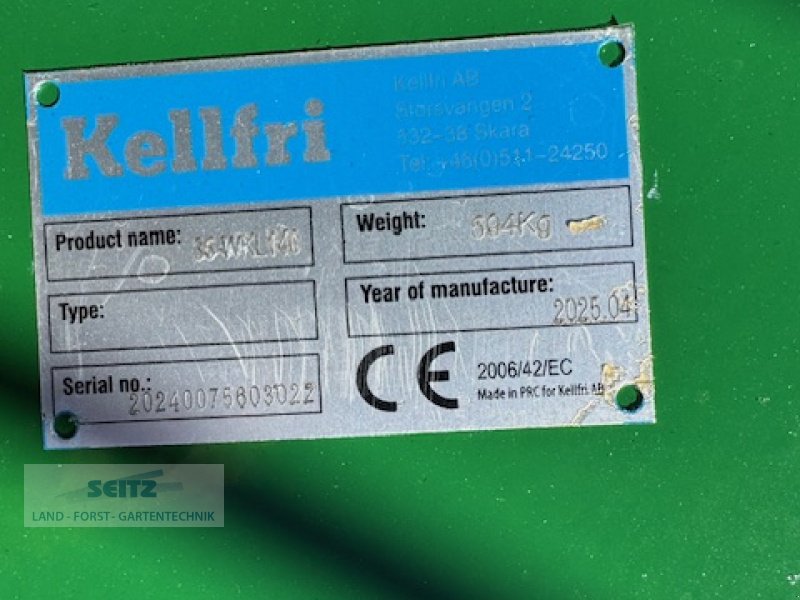 Kellfri
Kellfri AB
Storsvängen 2
532-38 Skara
Tel:+46(0)511-24250
Product name:
Weight: 504Kg
Type:
Year of manufacture: 2025.04
Serial no.: 20240075603022
CE 2006/42/EC
Made in PRC for Kellfri AB
SEITZ
LAND - FORST - GARTENTECHNIK